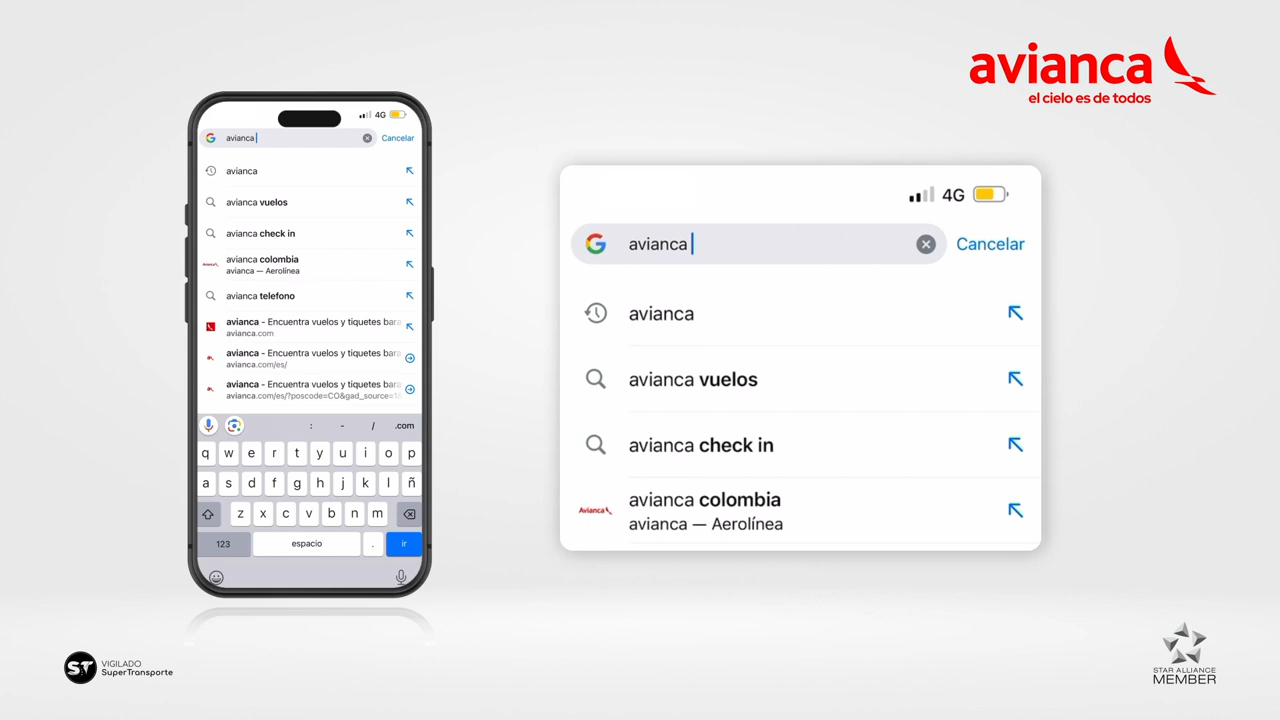 avianca
el cielo es de todos
4G
avianca
Cancelar
avianca
avianca vuelos
avianca check in
Avianca
avianca colombia
avianca — Aerolínea
avianca telefono
avianca - Encuentra vuelos y tiquetes bara
avianca.com
avianca - Encuentra vuelos y tiquetes bara
avianca.com/es/
avianca - Encuentra vuelos y tiquetes bara
avianca.com/es/?poscode=CO&gad_source=1
: - / .com
q w e r t y u i o p
a s d f g h j k l ñ
z x c v b n m
123 espacio . ir
4G
avianca
Cancelar
avianca
avianca vuelos
avianca check in
Avianca
avianca colombia
avianca — Aerolínea
ST
VIGILADO
SuperTransporte
STAR ALLIANCE
MEMBER